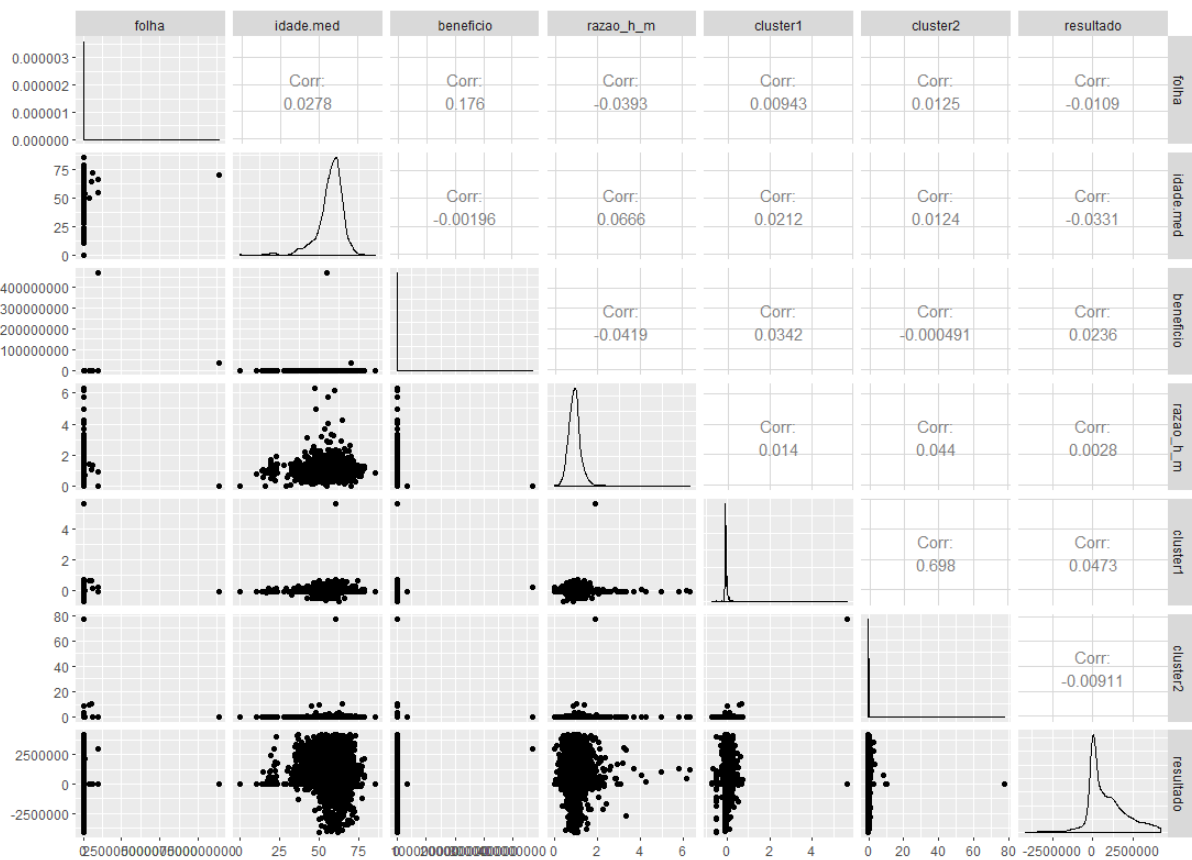 folha idade.med beneficio razao_h_m cluster1 cluster2 resultado
0.000003
0.000002
0.000001
0.000000
Corr:
0.0278
Corr:
0.176
Corr:
-0.0393
Corr:
0.00943
Corr:
0.0125
Corr:
-0.0109
folha
75
50
25
0
Corr:
-0.00196
Corr:
0.0666
Corr:
0.0212
Corr:
0.0124
Corr:
-0.0331
idade.med
400000000
300000000
200000000
100000000
Corr:
-0.0419
Corr:
0.0342
Corr:
-0.000491
Corr:
0.0236
beneficio
6
4
2
0
Corr:
0.014
Corr:
0.044
Corr:
0.0028
razao_h_m
4
2
0
Corr:
0.698
Corr:
0.0473
cluster1
80
60
40
20
0
Corr:
-0.00911
cluster2
2500000
0
-2500000
resultado
0 25 50 75 0 2 4 6 0 2 4 0 20 40 60 80 -2500000 0 2500000